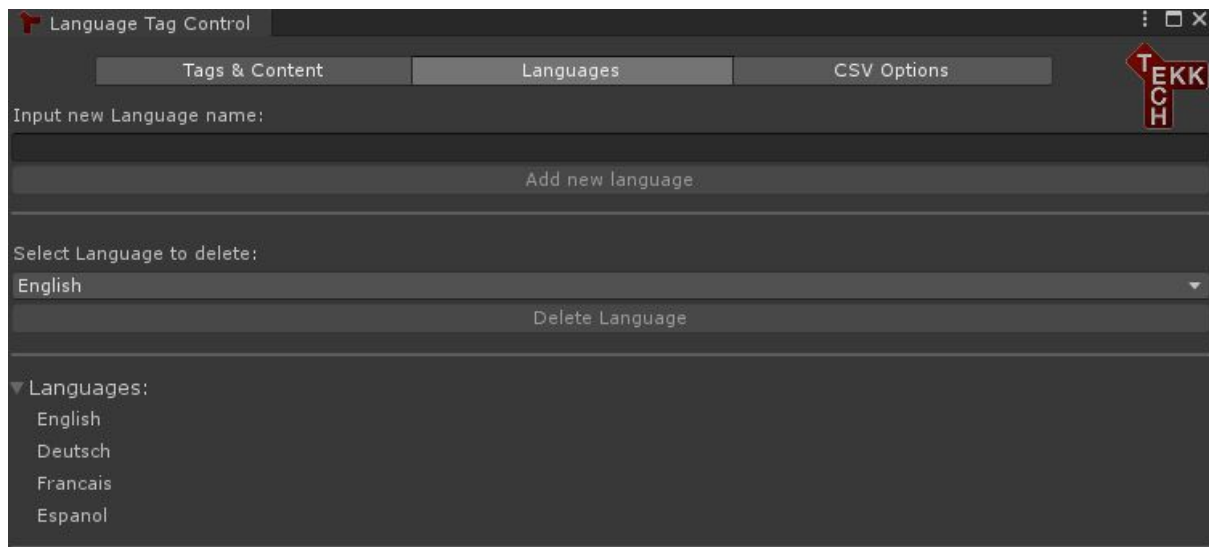 Language Tag Control
Tags & Content Languages CSV Options
TEKK
TECH
Input new Language name:
Add new language
Select Language to delete:
English
Delete Language
Languages:
English
Deutsch
Francais
Espanol